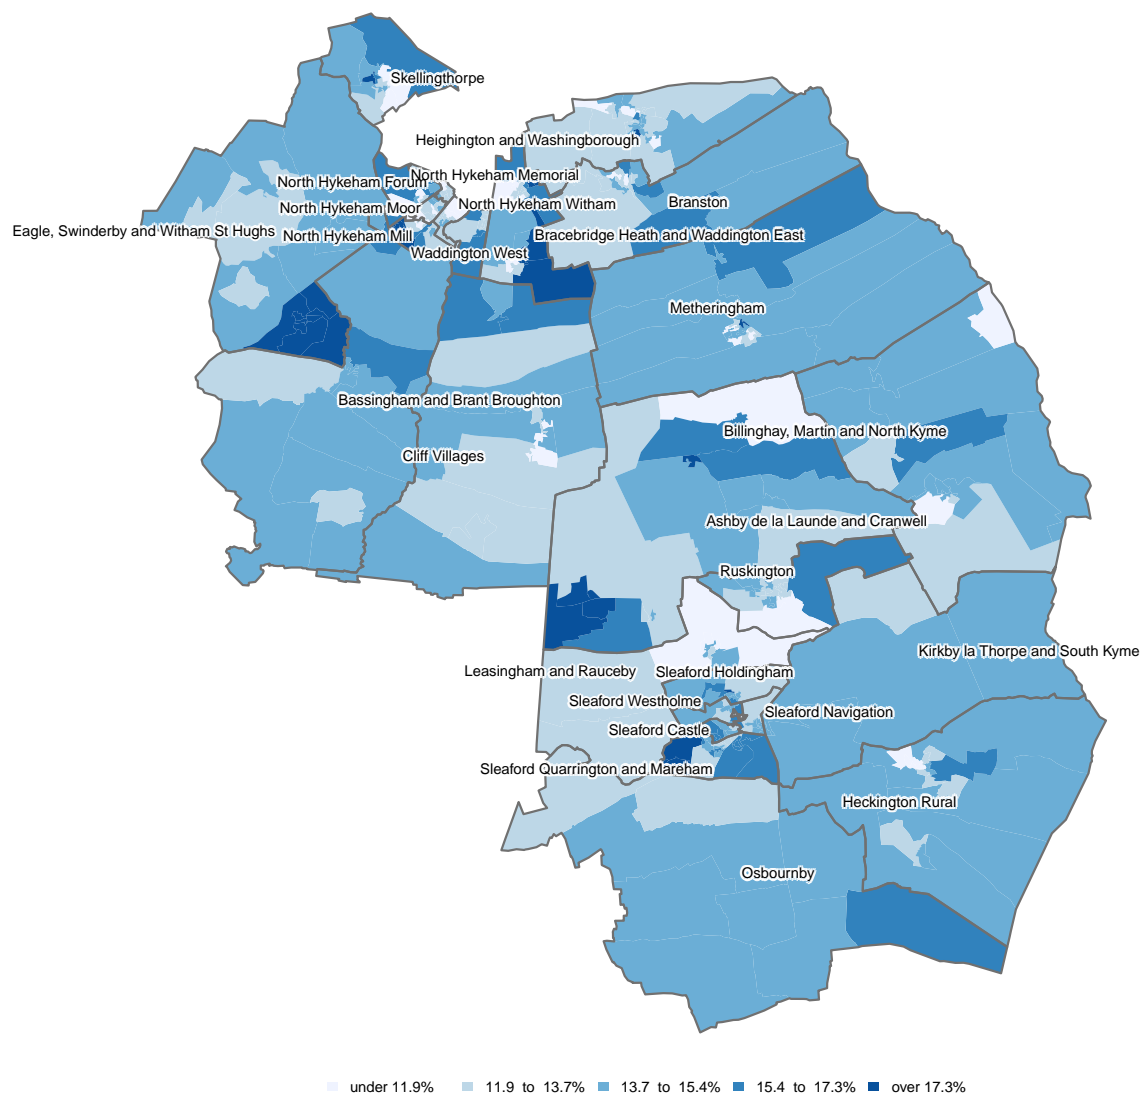 Skellingthorpe
Heighington and Washingborough
North Hykeham Memorial
North Hykeham Forum
Branston
North Hykeham Witham
North Hykeham Moor
Eagle, Swinderby and Witham St Hughs
North Hykeham Mill
Bracebridge Heath and Waddington East
Waddington West
Metheringham
Bassingham and Brant Broughton
Billinghay, Martin and North Kyme
Cliff Villages
Ashby de la Launde and Cranwell
Ruskington
Kirkby la Thorpe and South Kyme
Leasingham and Rauceby
Sleaford Holdingham
Sleaford Westholme
Sleaford Navigation
Sleaford Castle
Sleaford Quarrington and Mareham
Heckington Rural
Osbournby
under 11.9% 11.9 to 13.7% 13.7 to 15.4% 15.4 to 17.3% over 17.3%